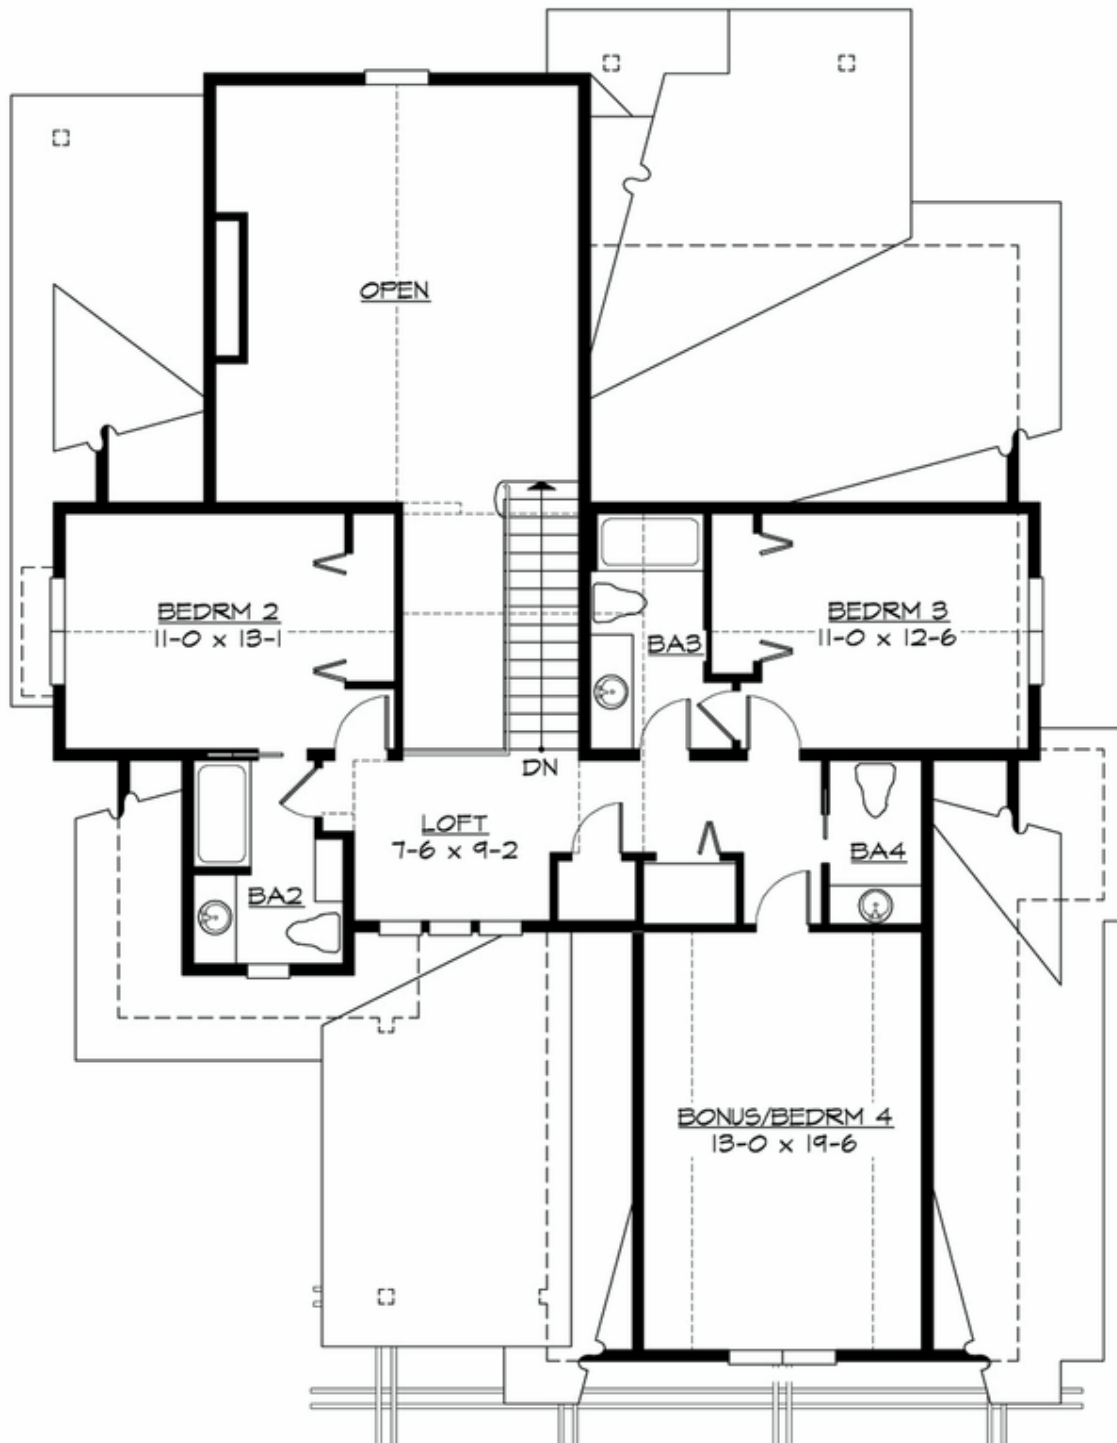 OPEN
BEDRM 2
11-0 x 13-1
BEDRM 3
11-0 x 12-6
BA3
DN
LOFT
7-6 x 9-2
BA4
BA2
BONUS/BEDRM 4
13-0 x 19-6